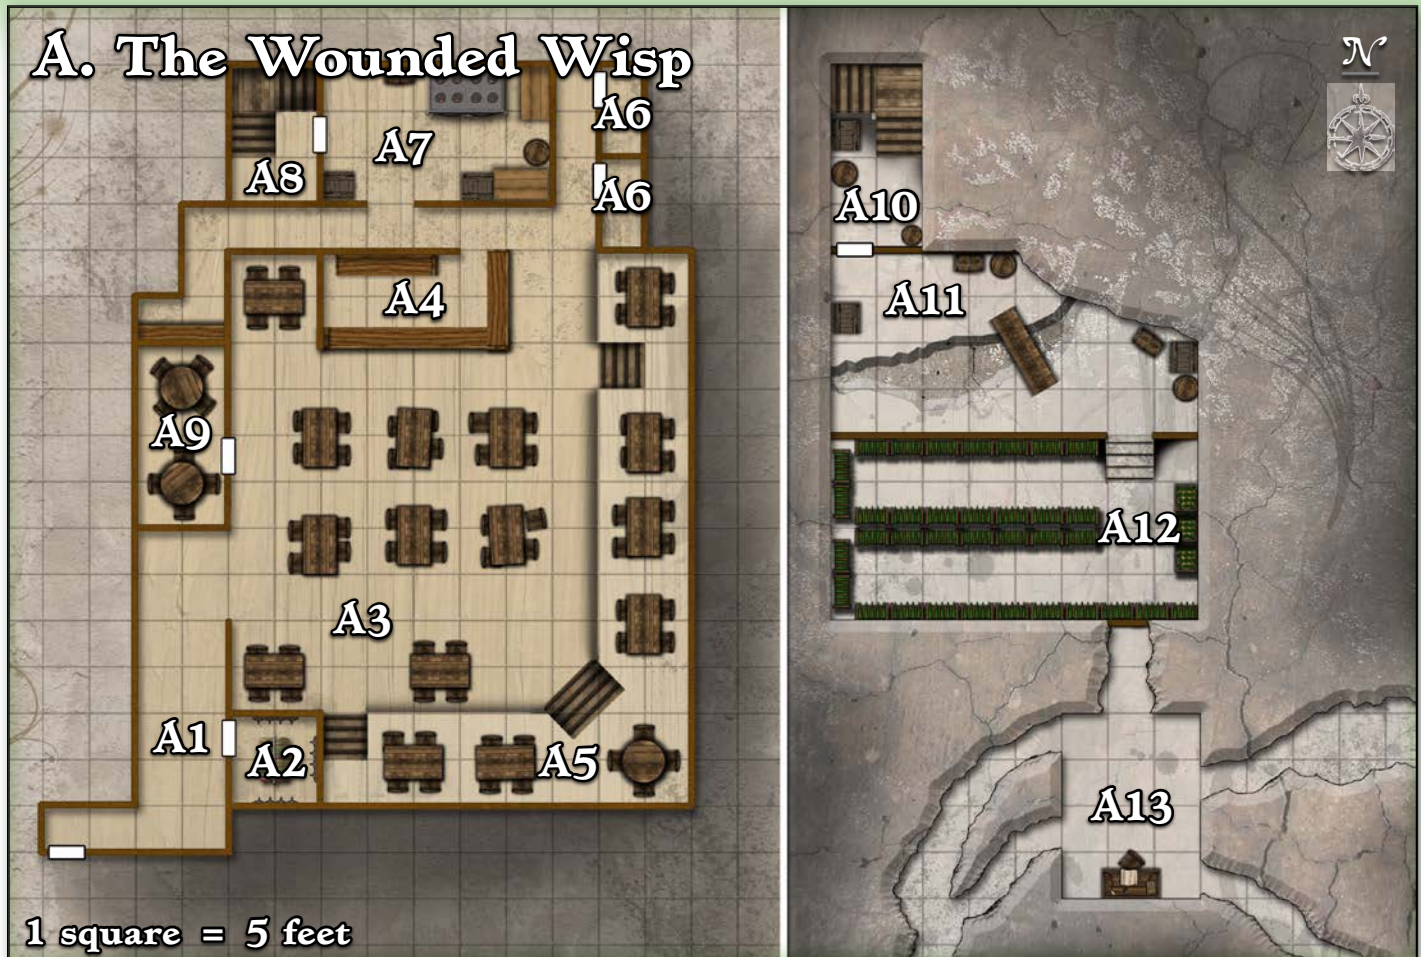 A. The Wounded Wisp
N
A6
A7
A8
A6
A10
A4
A11
A9
A12
A3
A1
A2
A5
A13
1 square = 5 feet